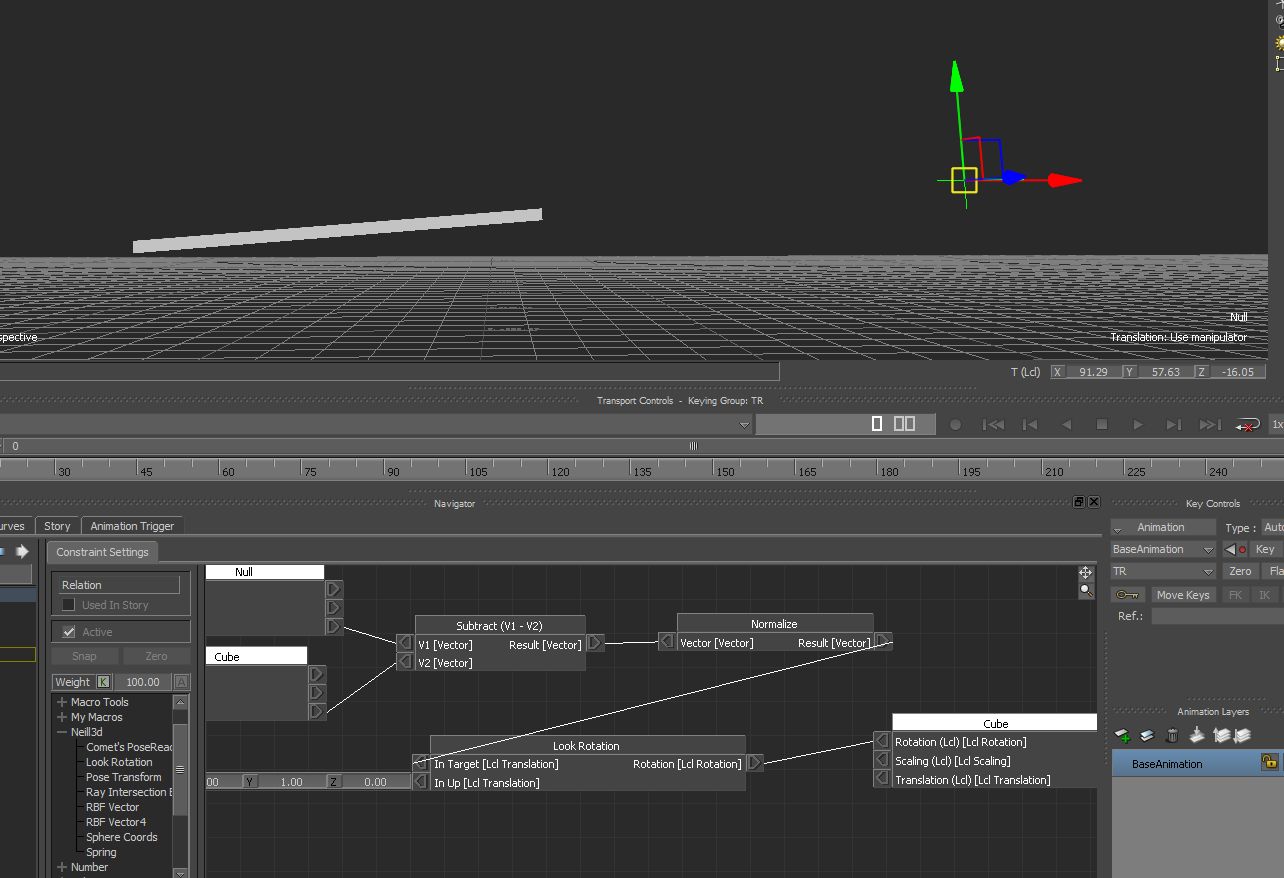 Null
spective
Translation: Use manipulator
T (Lcl) X 91.29 Y 57.63 Z -16.05
Transport Controls - Keying Group: TR
1x
0
30 45 60 75 90 105 120 135 150 165 180 195 210 225 240
Navigator
Key Controls
urves Story Animation Trigger
Animation Type : Auto
Constraint Settings
BaseAnimation Key
TR Zero Fla
Move Keys FK IK
Ref.:
Relation
Used In Story
Active
Snap Zero
Weight K 100.00 A
Macro Tools
My Macros
Neill3d
Comet's PoseRead
Look Rotation
Pose Transform
Ray Intersection E
RBF Vector
RBF Vector4
Sphere Coords
Spring
Number
Null
Cube
Subtract (V1 - V2)
V1 [Vector] Result [Vector]
V2 [Vector]
Normalize
Vector [Vector] Result [Vector]
Look Rotation
In Target [Lcl Translation] Rotation [Lcl Rotation]
00 Y 1.00 Z 0.00 In Up [Lcl Translation]
Cube
Rotation (Lcl) [Lcl Rotation]
Scaling (Lcl) [Lcl Scaling]
Translation (Lcl) [Lcl Translation]
Animation Layers
BaseAnimation